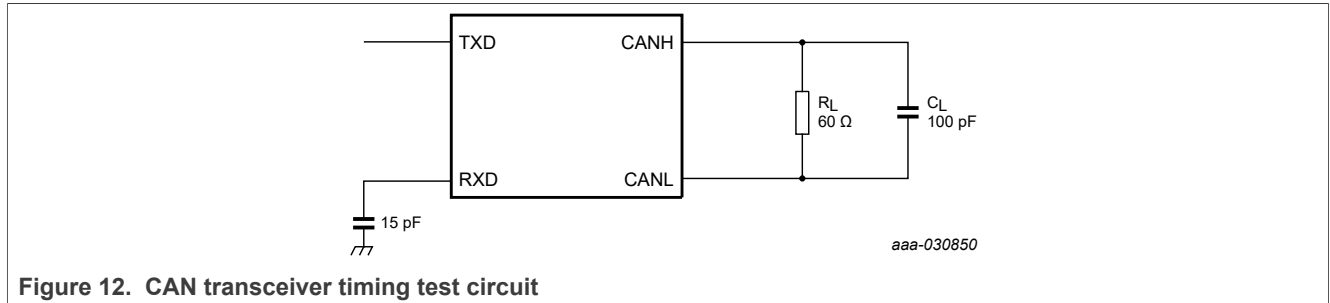 TXD CANH
RL
60 Ω
CL
100 pF
RXD CANL
15 pF
aaa-030850
Figure 12. CAN transceiver timing test circuit